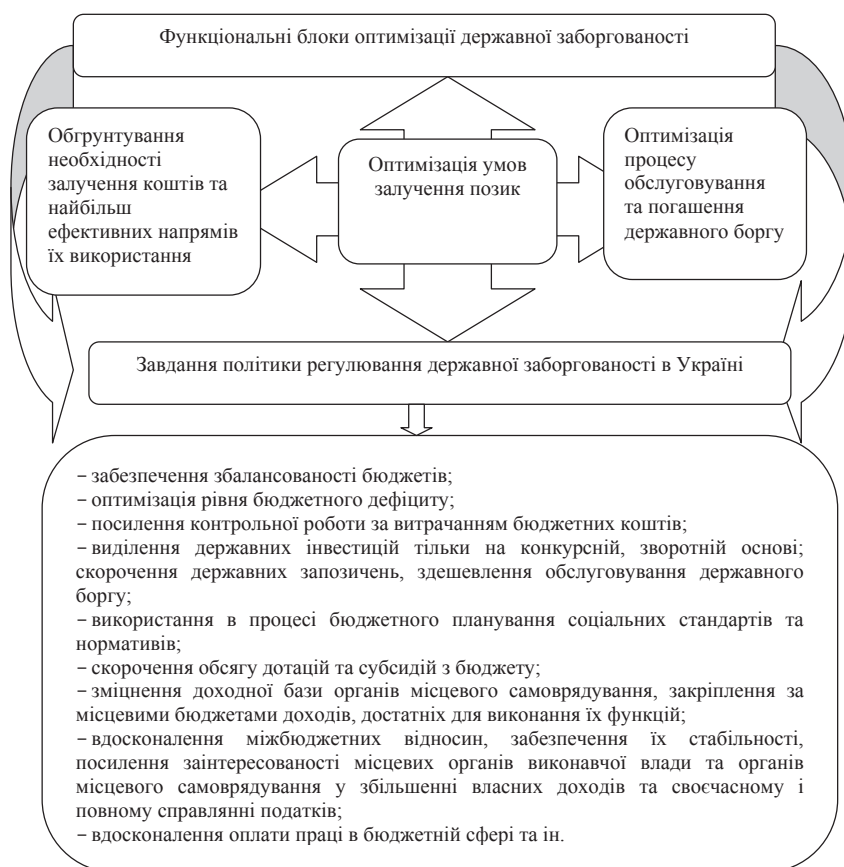 Функціональні блоки оптимізації державної заборгованості
Обгрунтування
необхідності
залучення коштів та
найбільш
ефективних напрямів
їх використання
Оптимізація умов
залучення позик
Оптимізація
процесу
обслуговування
та погашення
державного боргу
Завдання політики регулювання державної заборгованості в Україні
– забезпечення збалансованості бюджетів;
– оптимізація рівня бюджетного дефіциту;
– посилення контрольної роботи за витрачанням бюджетних коштів;
– виділення державних інвестицій тільки на конкурсній, зворотній основі;
скорочення державних запозичень, здешевлення обслуговування державного
боргу;
– використання в процесі бюджетного планування соціальних стандартів та
нормативів;
– скорочення обсягу дотацій та субсидій з бюджету;
– зміцнення доходної бази органів місцевого самоврядування, закріплення за
місцевими бюджетами доходів, достатніх для виконання їх функцій;
– вдосконалення міжбюджетних відносин, забезпечення їх стабільності,
посилення заінтересованості місцевих органів виконавчої влади та органів
місцевого самоврядування у збільшенні власних доходів та своєчасному і
повному справлянні податків;
– вдосконалення оплати праці в бюджетній сфері та ін.